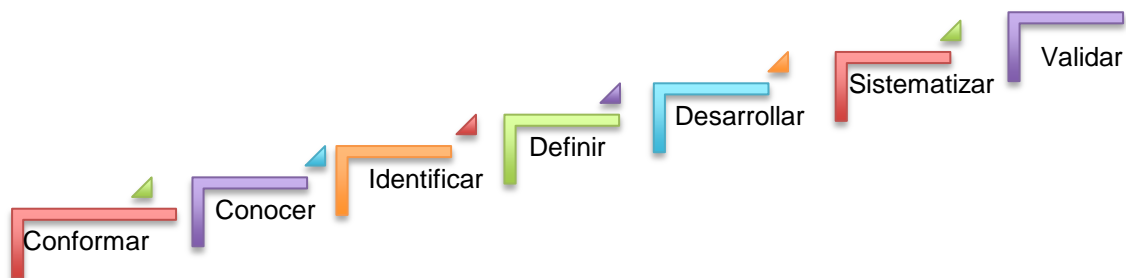 Conformar
Conocer
Identificar
Definir
Desarrollar
Sistematizar
Validar